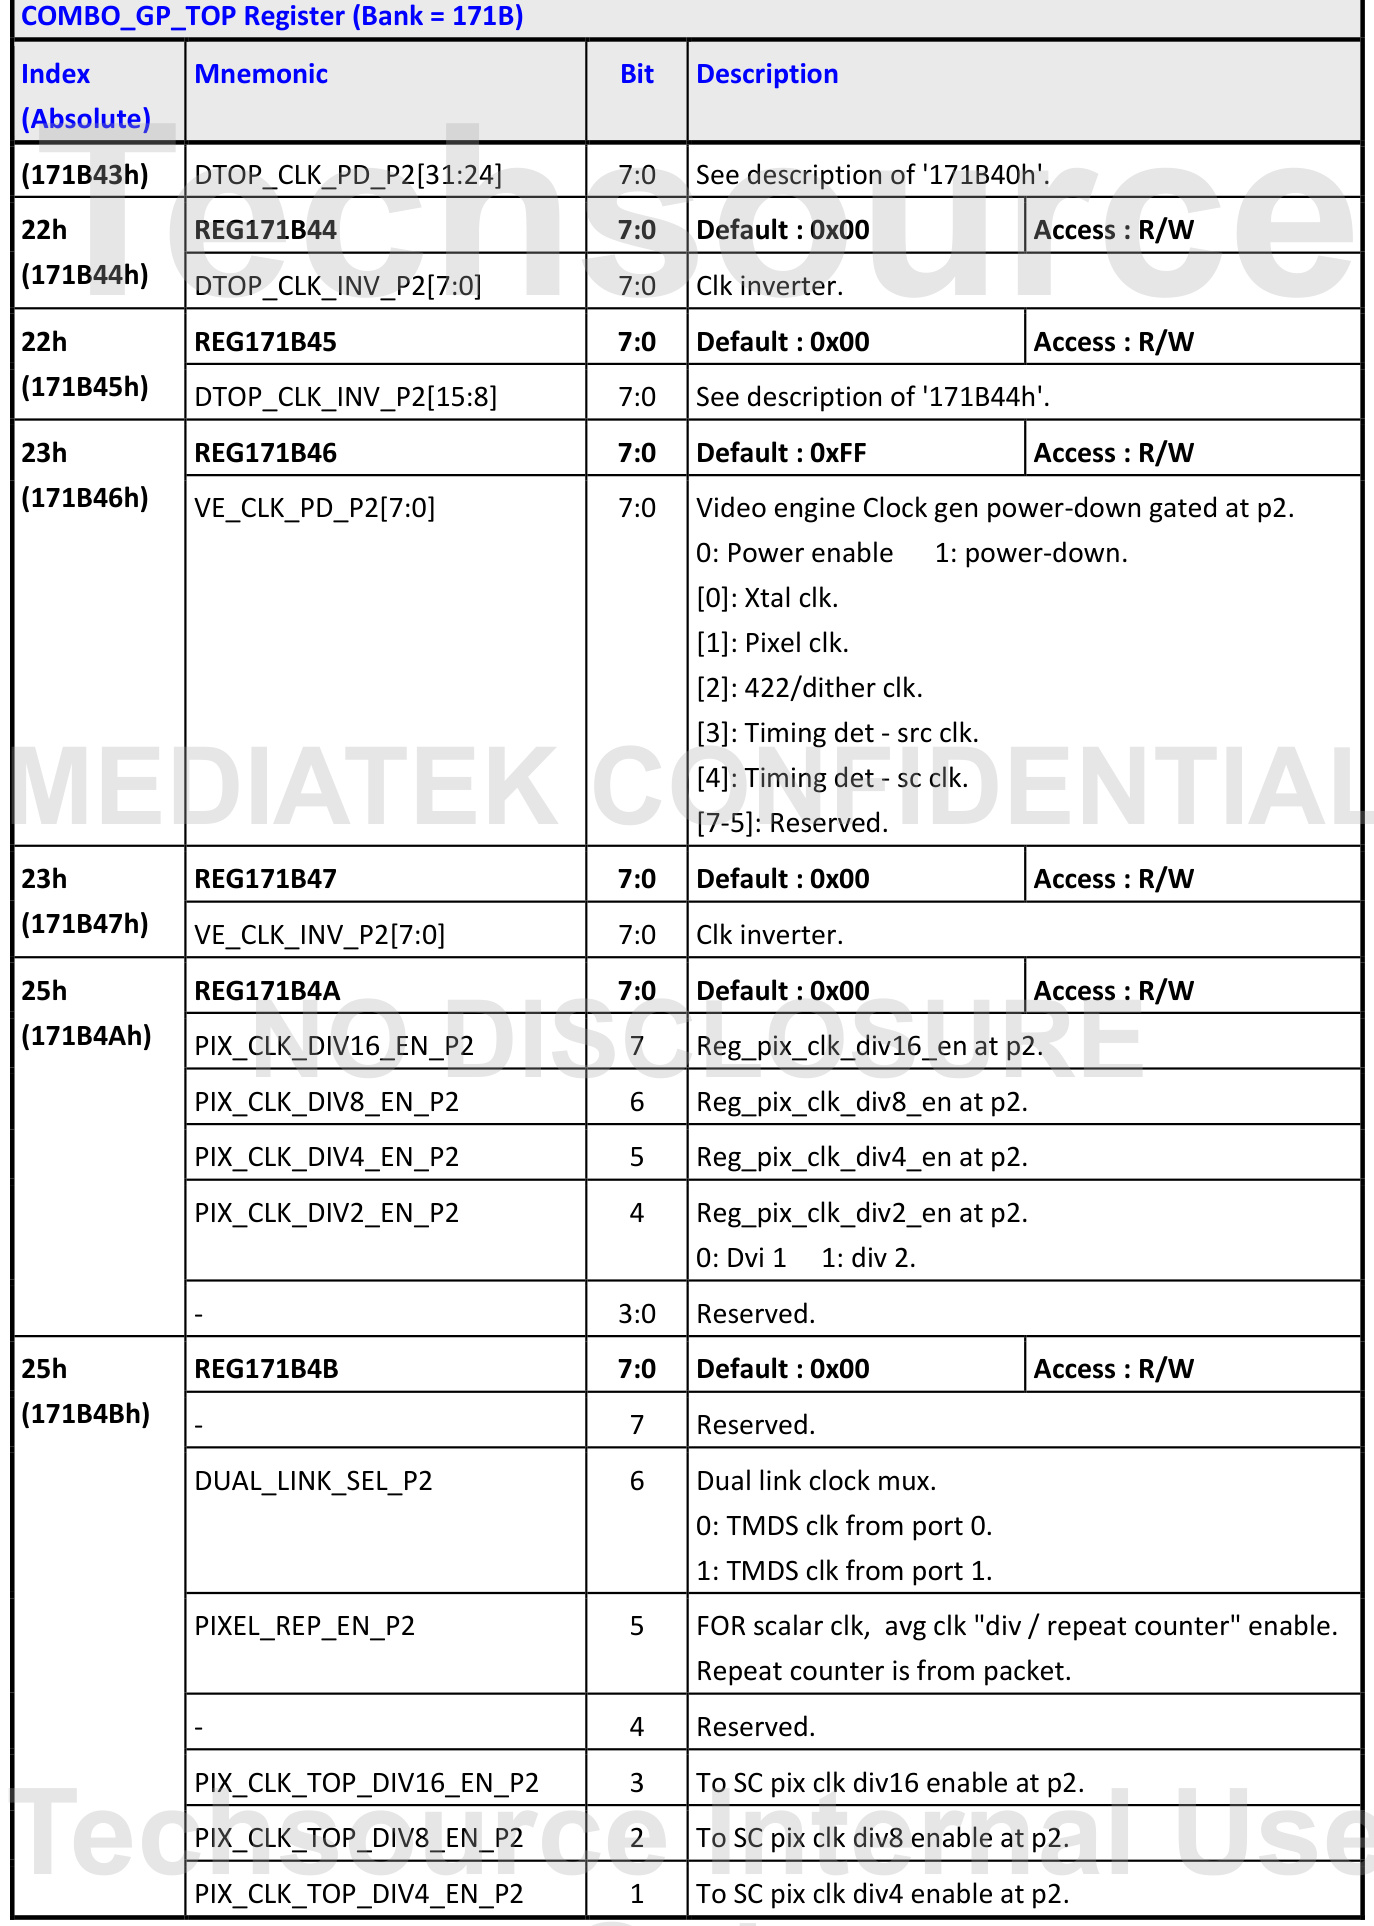 COMBO_GP_TOP Register (Bank = 171B)
Index (Absolute) Mnemonic Bit Description
(171B43h) DTOP_CLK_PD_P2[31:24] 7:0 See description of '171B40h'.
22h (171B44h) REG171B44 7:0 Default : 0x00 Access : R/W
DTOP_CLK_INV_P2[7:0] 7:0 Clk inverter.
22h (171B45h) REG171B45 7:0 Default : 0x00 Access : R/W
DTOP_CLK_INV_P2[15:8] 7:0 See description of '171B44h'.
23h (171B46h) REG171B46 7:0 Default : 0xFF Access : R/W
VE_CLK_PD_P2[7:0] 7:0 Video engine Clock gen power-down gated at p2.
0: Power enable 1: power-down.
[0]: Xtal clk.
[1]: Pixel clk.
[2]: 422/dither clk.
[3]: Timing det - src clk.
[4]: Timing det - sc clk.
[7-5]: Reserved.
23h (171B47h) REG171B47 7:0 Default : 0x00 Access : R/W
VE_CLK_INV_P2[7:0] 7:0 Clk inverter.
25h (171B4Ah) REG171B4A 7:0 Default : 0x00 Access : R/W
PIX_CLK_DIV16_EN_P2 7 Reg_pix_clk_div16_en at p2.
PIX_CLK_DIV8_EN_P2 6 Reg_pix_clk_div8_en at p2.
PIX_CLK_DIV4_EN_P2 5 Reg_pix_clk_div4_en at p2.
PIX_CLK_DIV2_EN_P2 4 Reg_pix_clk_div2_en at p2.
0: Dvi 1 1: div 2.
- 3:0 Reserved.
25h (171B4Bh) REG171B4B 7:0 Default : 0x00 Access : R/W
- 7 Reserved.
DUAL_LINK_SEL_P2 6 Dual link clock mux.
0: TMDS clk from port 0.
1: TMDS clk from port 1.
PIXEL_REP_EN_P2 5 FOR scalar clk, avg clk "div / repeat counter" enable.
Repeat counter is from packet.
- 4 Reserved.
PIX_CLK_TOP_DIV16_EN_P2 3 To SC pix clk div16 enable at p2.
PIX_CLK_TOP_DIV8_EN_P2 2 To SC pix clk div8 enable at p2.
PIX_CLK_TOP_DIV4_EN_P2 1 To SC pix clk div4 enable at p2.
Techsource
MEDIATEK CONFIDENTIAL
NO DISCLOSURE
Techsource Internal Use